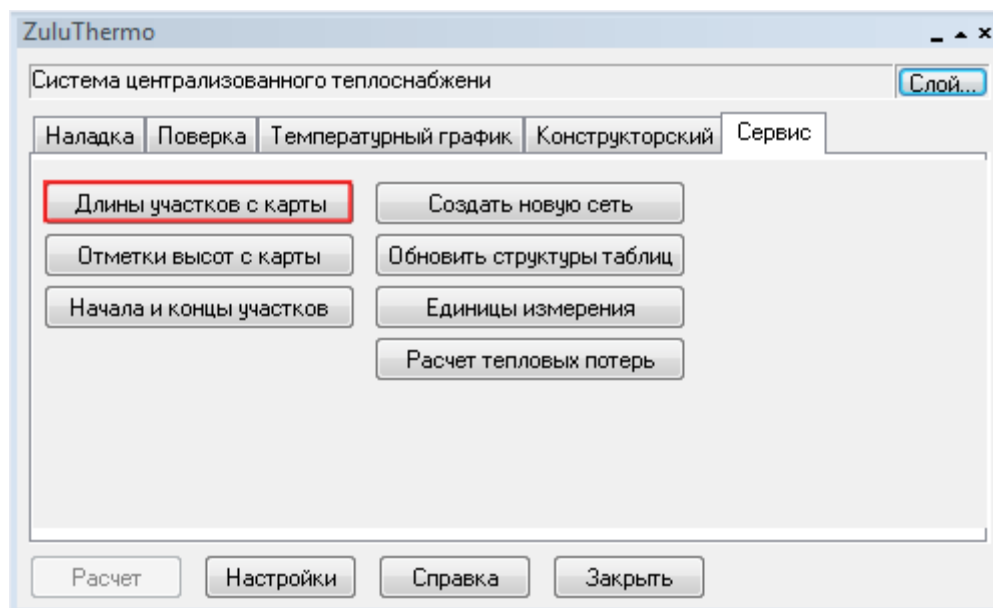 ZuluThermo
Система централизованного теплоснабжени
Слой...
Наладка Поверка Температурный график Конструкторский Сервис
Длины участков с карты Создать новую сеть
Отметки высот с карты Обновить структуры таблиц
Начала и концы участков Единицы измерения
Расчет тепловых потерь
Расчет Настройки Справка Закрыть